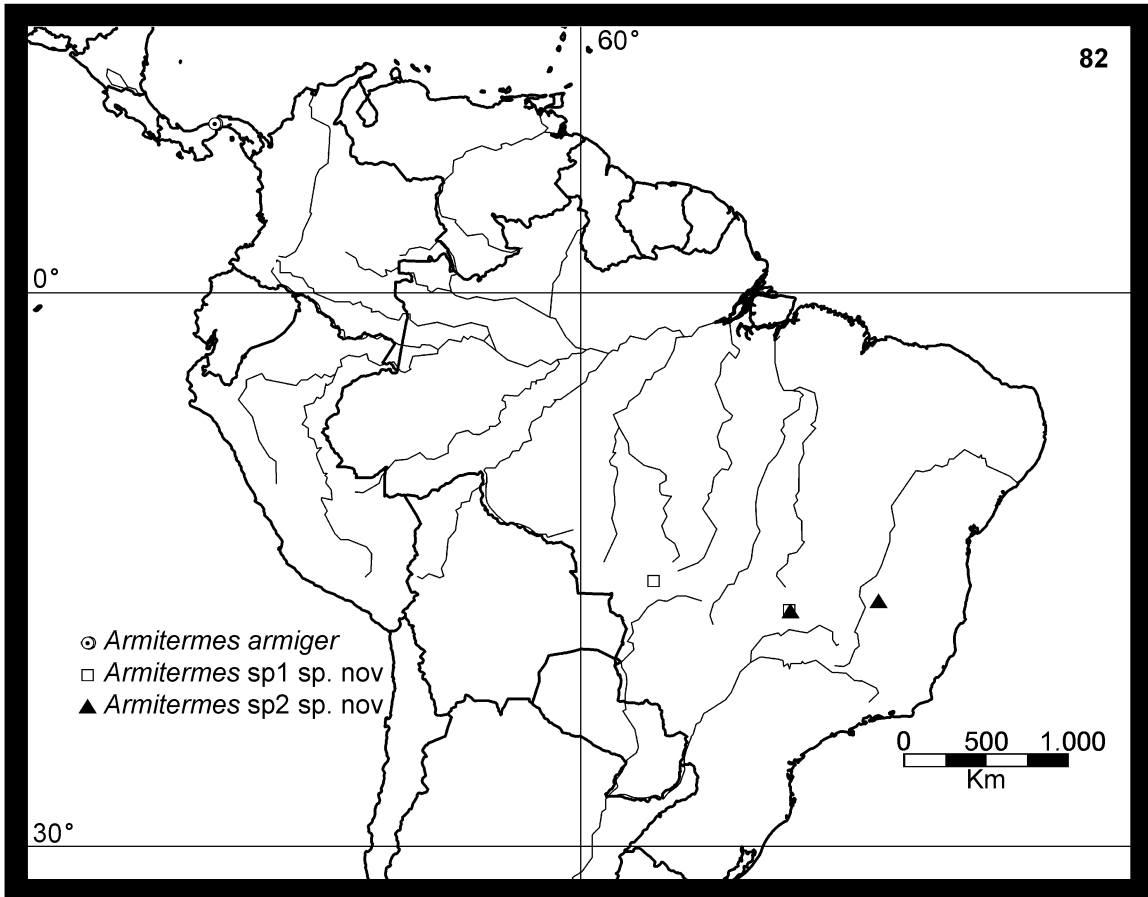 60°
82
0°
Armitermes armiger
Armitermes sp1 sp. nov
Armitermes sp2 sp. nov
0 500 1.000
Km
30°